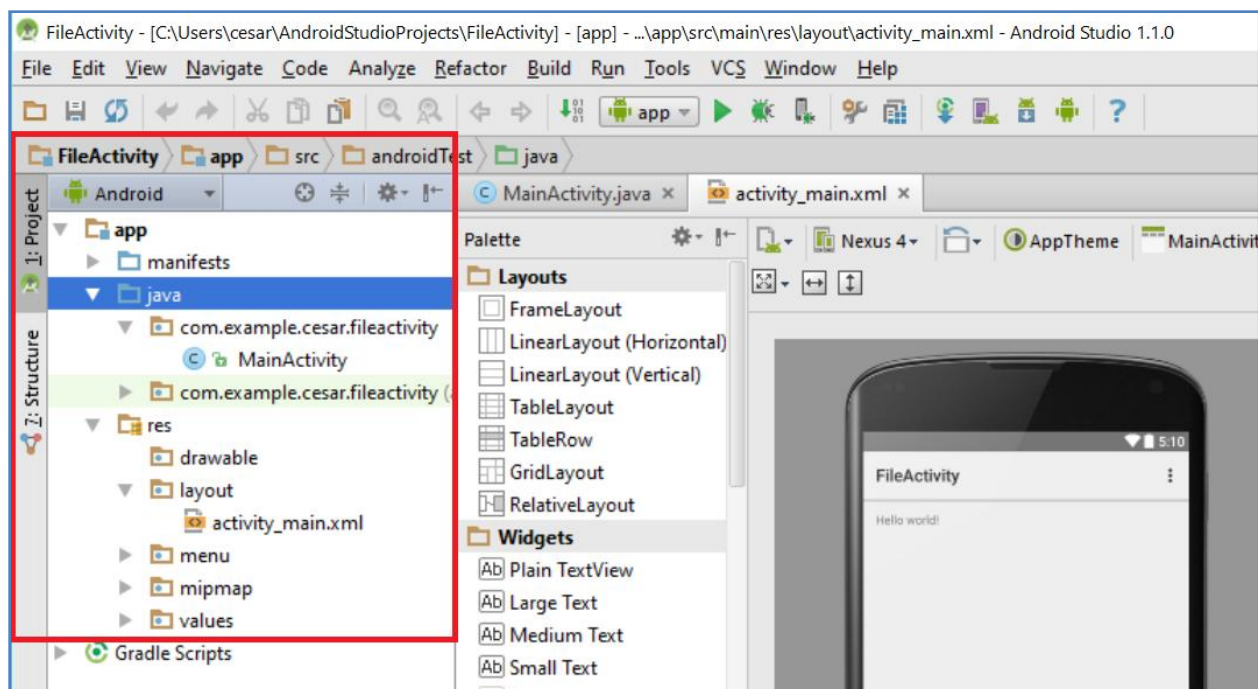 FileActivity - [C:\Users\cesar\AndroidStudioProjects\FileActivity] - [app] - ...\app\src\main\res\layout\activity_main.xml - Android Studio 1.1.0
File Edit View Navigate Code Analyze Refactor Build Run Tools VCS Window Help
app
?
FileActivity app src androidTest java
1: Project
7: Structure
Android
app
manifests
java
com.example.cesar.fileactivity
MainActivity
com.example.cesar.fileactivity (
res
drawable
layout
activity_main.xml
menu
mipmap
values
Gradle Scripts
MainActivity.java
activity_main.xml
Palette
Layouts
FrameLayout
LinearLayout (Horizontal)
LinearLayout (Vertical)
TableLayout
TableRow
GridLayout
RelativeLayout
Widgets
Ab Plain TextView
Ab Large Text
Ab Medium Text
Ab Small Text
Nexus 4 AppTheme MainActivit
5:10
FileActivity
Hello world!